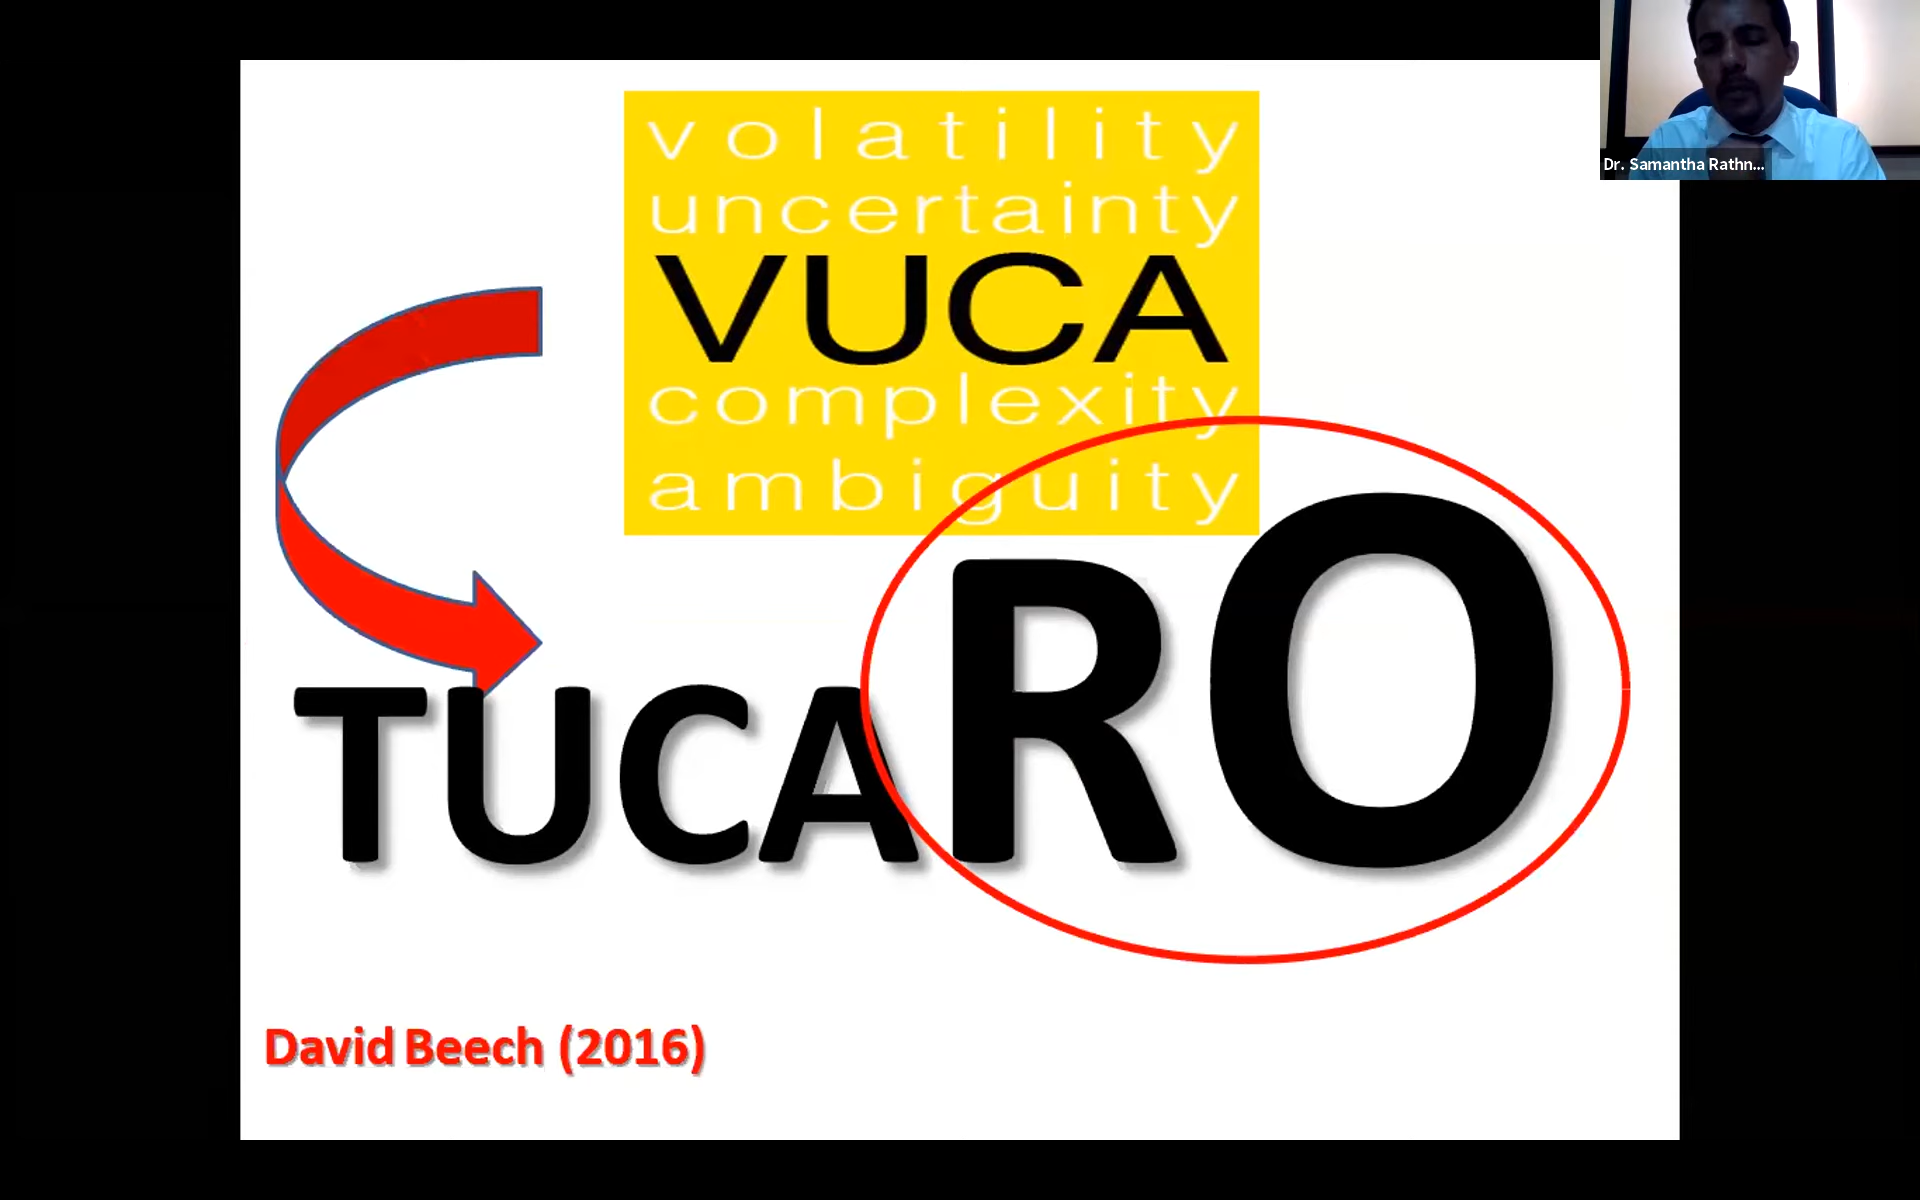 volatility
uncertainty
VUCA
complexity
ambiguity
TUCARO
David Beech (2016)
Dr. Samantha Rathn...